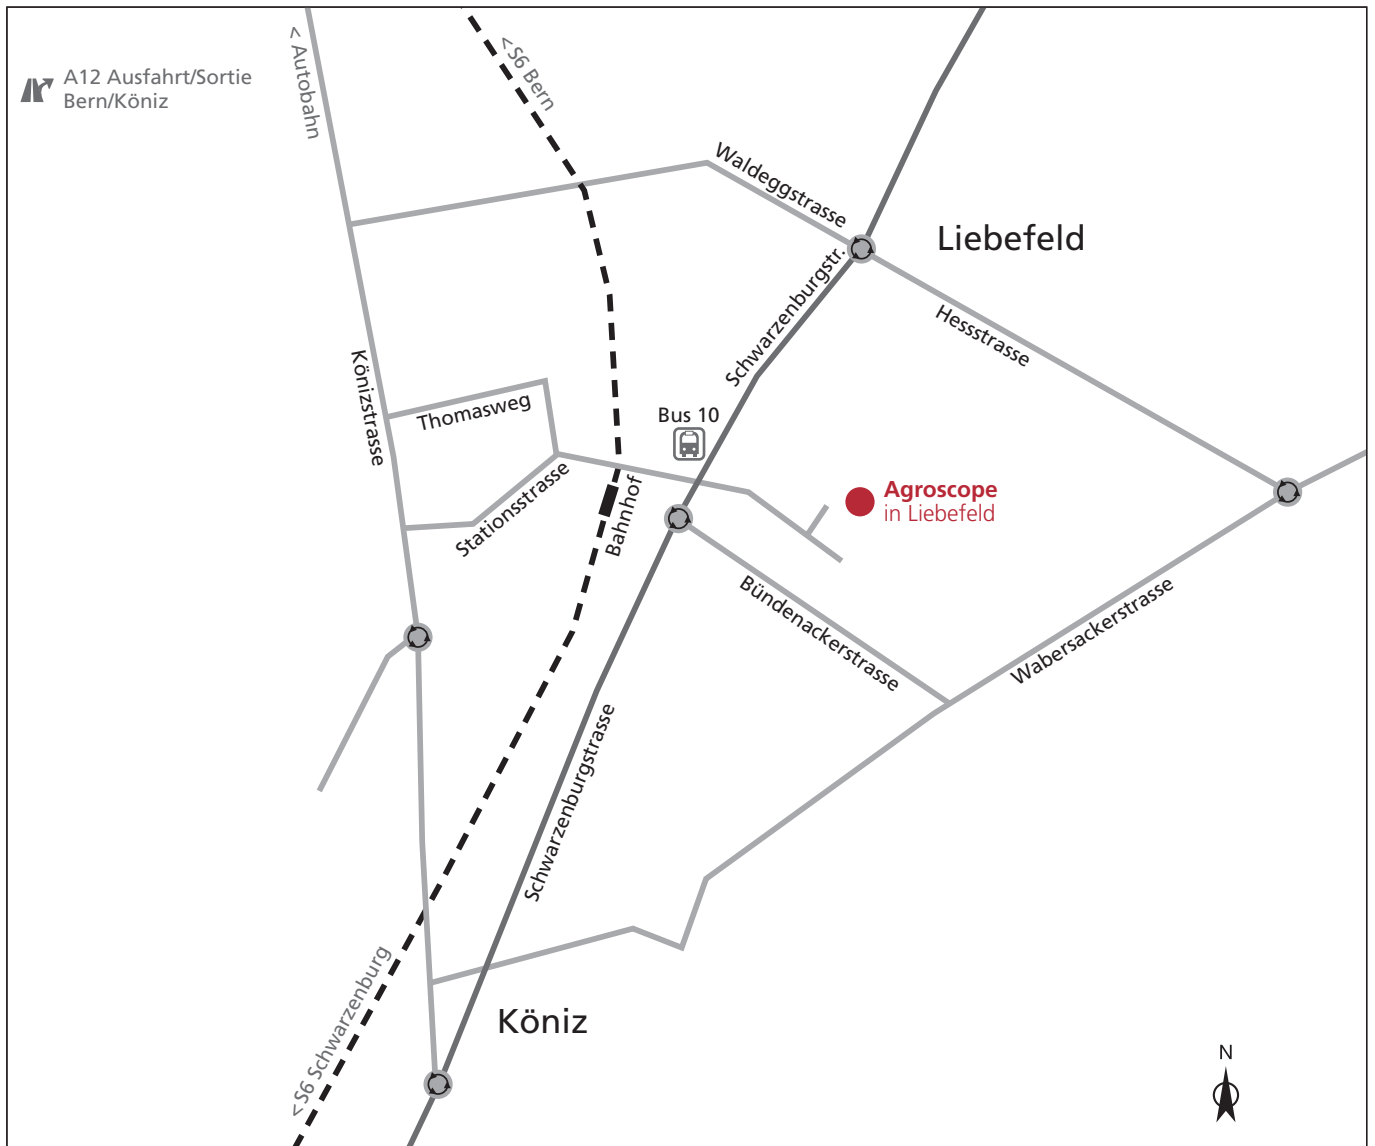 < Autobahn
A12 Ausfahrt/Sortie
Bern/Köniz
< S6 Bern
Waldeggstrasse
Liebefeld
Schwarzenburgstr.
Hessstrasse
Könizstrasse
Thomasweg
Bus 10
Stationsstrasse
Bahnhof
Agroscope
in Liebefeld
Bündenackerstrasse
Wabersackerstrasse
Schwarzenburgstrasse
< S6 Schwarzenburg
Köniz
N